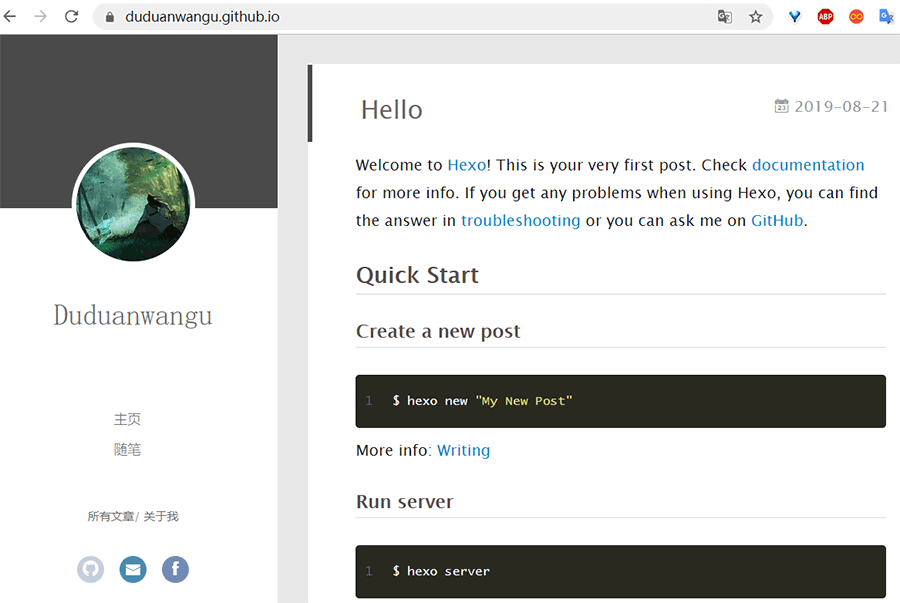 duduanwangu.github.io
ABP
Duduanwangu
主页
随笔
所有文章/ 关于我
Hello
23 2019-08-21
Welcome to Hexo! This is your very first post. Check documentation
for more info. If you get any problems when using Hexo, you can find
the answer in troubleshooting or you can ask me on GitHub.
Quick Start
Create a new post
1 $ hexo new "My New Post"
More info: Writing
Run server
1 $ hexo server